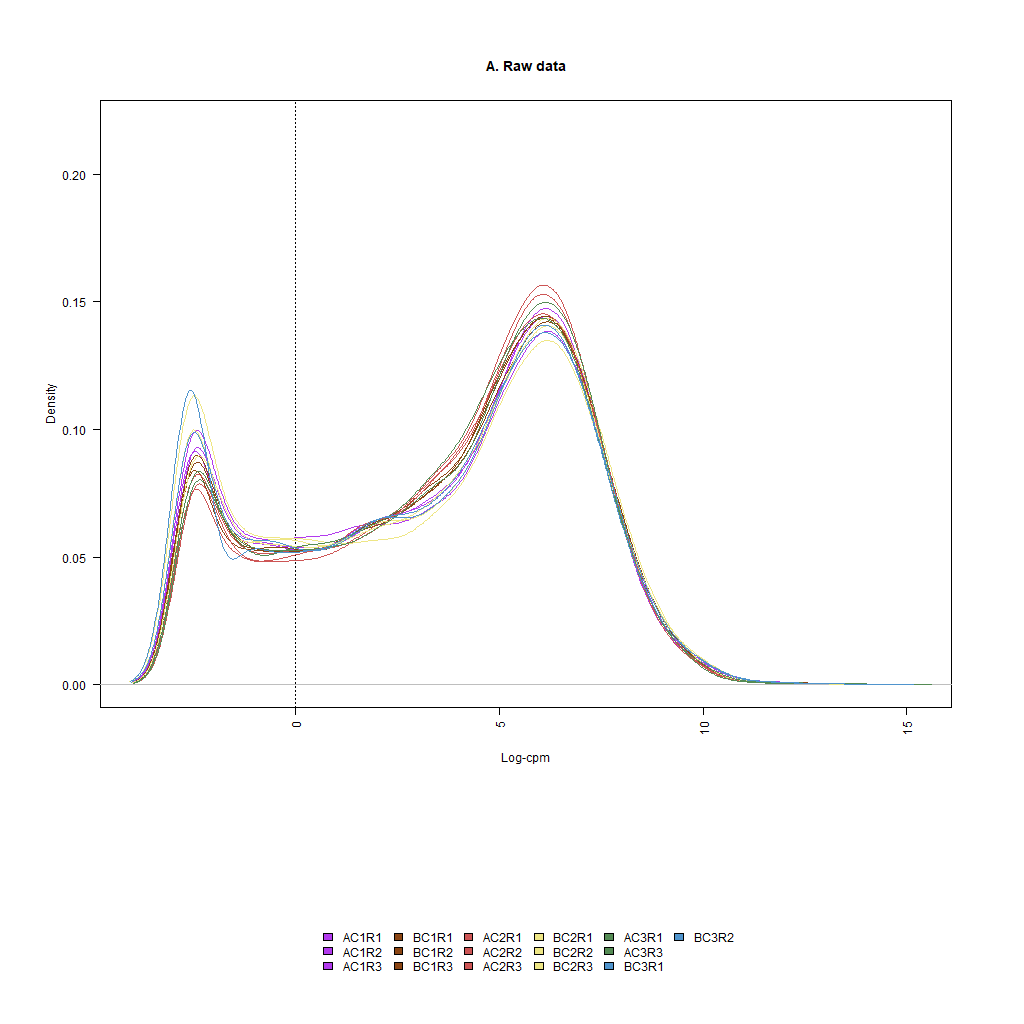 A. Raw data
0.20
0.15
0.10
0.05
0.00
Density
0 5 10 15
Log-cpm
AC1R1 BC1R1 AC2R1 BC2R1 AC3R1 BC3R2
AC1R2 BC1R2 AC2R2 BC2R2 AC3R3
AC1R3 BC1R3 AC2R3 BC2R3 BC3R1